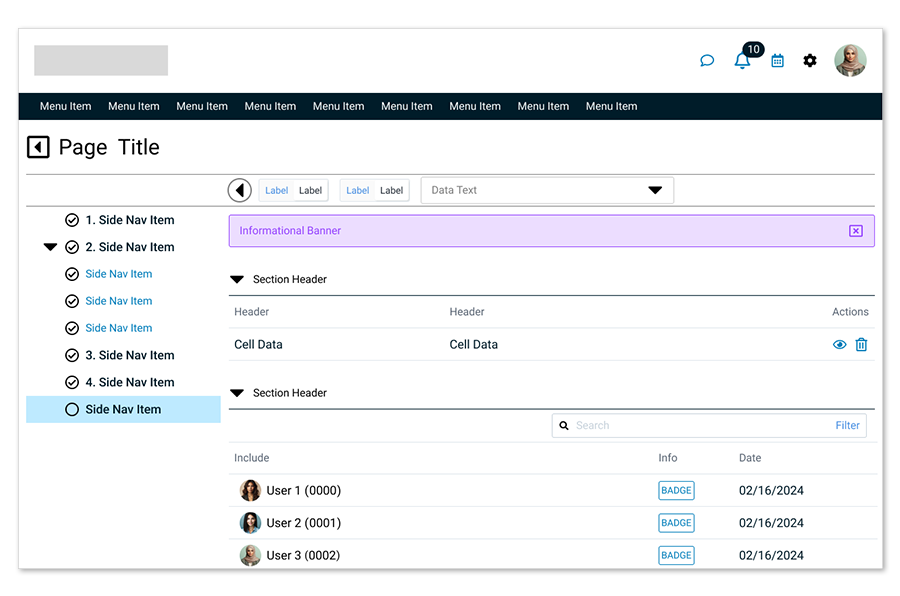 10
Menu Item Menu Item Menu Item Menu Item Menu Item Menu Item Menu Item Menu Item Menu Item
Page Title
Label Label Label Label Data Text
1. Side Nav Item
2. Side Nav Item
Side Nav Item
Side Nav Item
Side Nav Item
3. Side Nav Item
4. Side Nav Item
Side Nav Item
Informational Banner
Section Header
Header Header Actions
Cell Data Cell Data
Section Header
Search Filter
Include Info Date
User 1 (0000) BADGE 02/16/2024
User 2 (0001) BADGE 02/16/2024
User 3 (0002) BADGE 02/16/2024